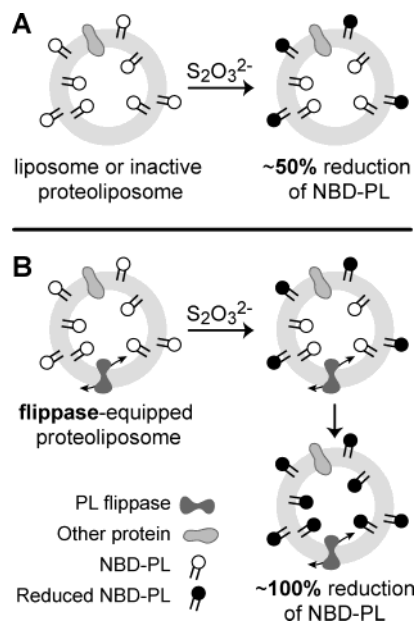 A
S₂O₃²⁻
liposome or inactive
proteoliposome
~50% reduction
of NBD-PL
B
S₂O₃²⁻
flippase-equipped
proteoliposome
PL flippase
Other protein
NBD-PL
Reduced NBD-PL
~100% reduction
of NBD-PL